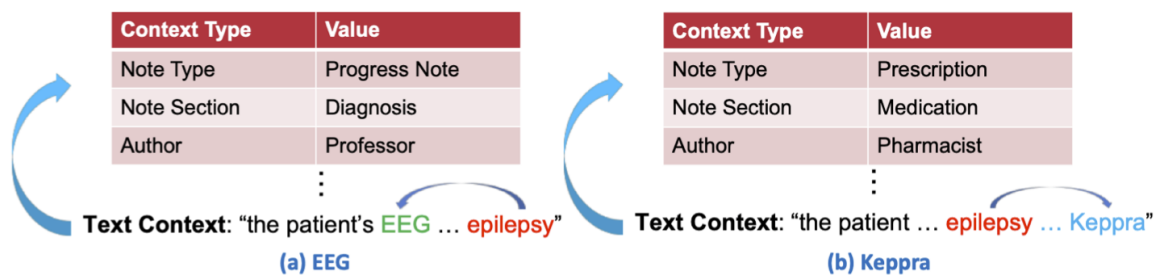 Context Type Value
Note Type Progress Note
Note Section Diagnosis
Author Professor
⋮
Text Context: “the patient’s EEG … epilepsy”
(a) EEG
Context Type Value
Note Type Prescription
Note Section Medication
Author Pharmacist
⋮
Text Context: “the patient … epilepsy … Keppra”
(b) Keppra